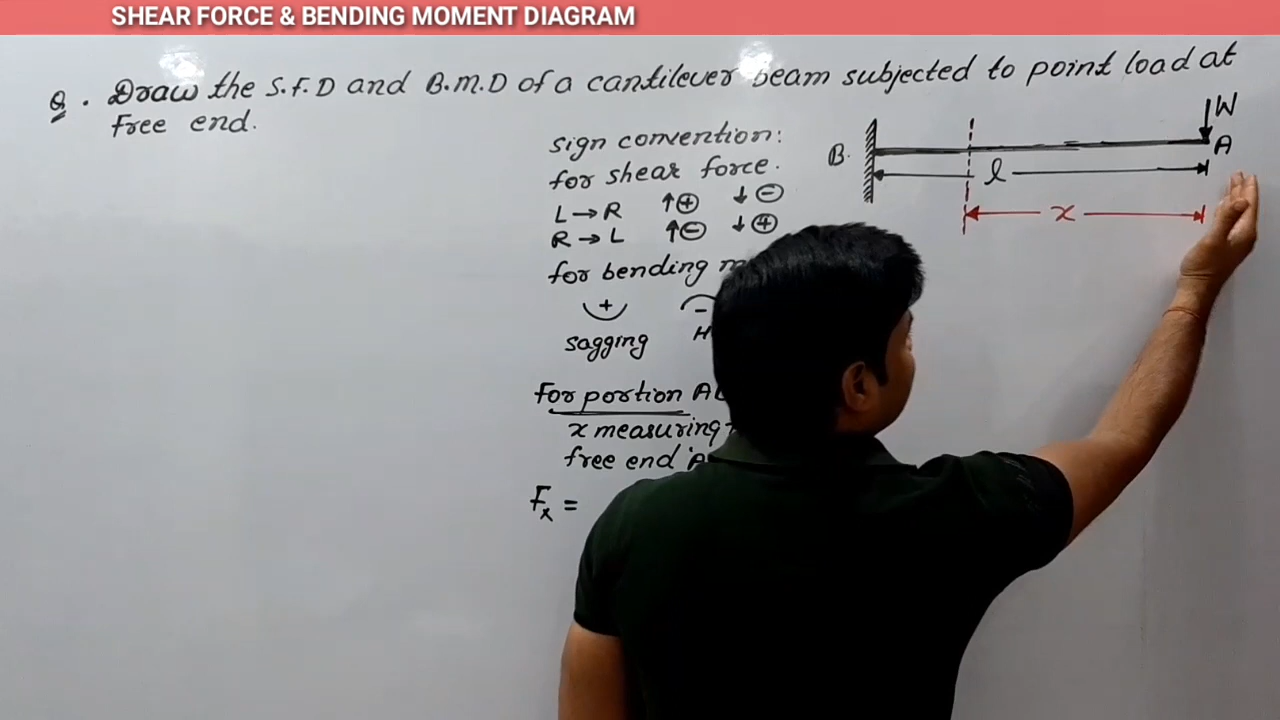 SHEAR FORCE & BENDING MOMENT DIAGRAM
Q. Draw the S.F.D and B.M.D of a cantilever beam subjected to point load at
free end.
W
A
B.
l
x
sign convention:
for shear force.
L→R ↑⊕ ↓⊖
R→L ↑⊖ ↓⊕
for bending
+ -
sagging H
For portion
x measuring
free end 'A
Fx =